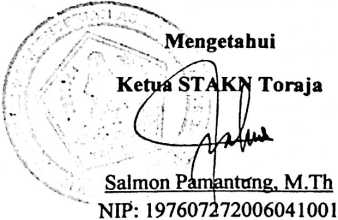 Mengetahui
Ketua STAKN Toraja
Salmon Pamantung, M.Th
NIP: 197607272006041001